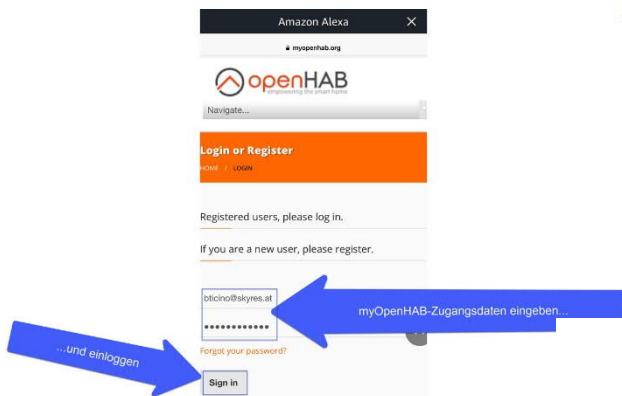 Amazon Alexa
myopenhab.org
openHAB
empowering the smart home
Navigate...
Login or Register
HOME / LOGIN
Registered users, please log in.
If you are a new user, please register.
bticino@skyres.at
myOpenHAB-Zugangsdaten eingeben...
••••••••••••
...und einloggen
Forgot your password?
Sign in